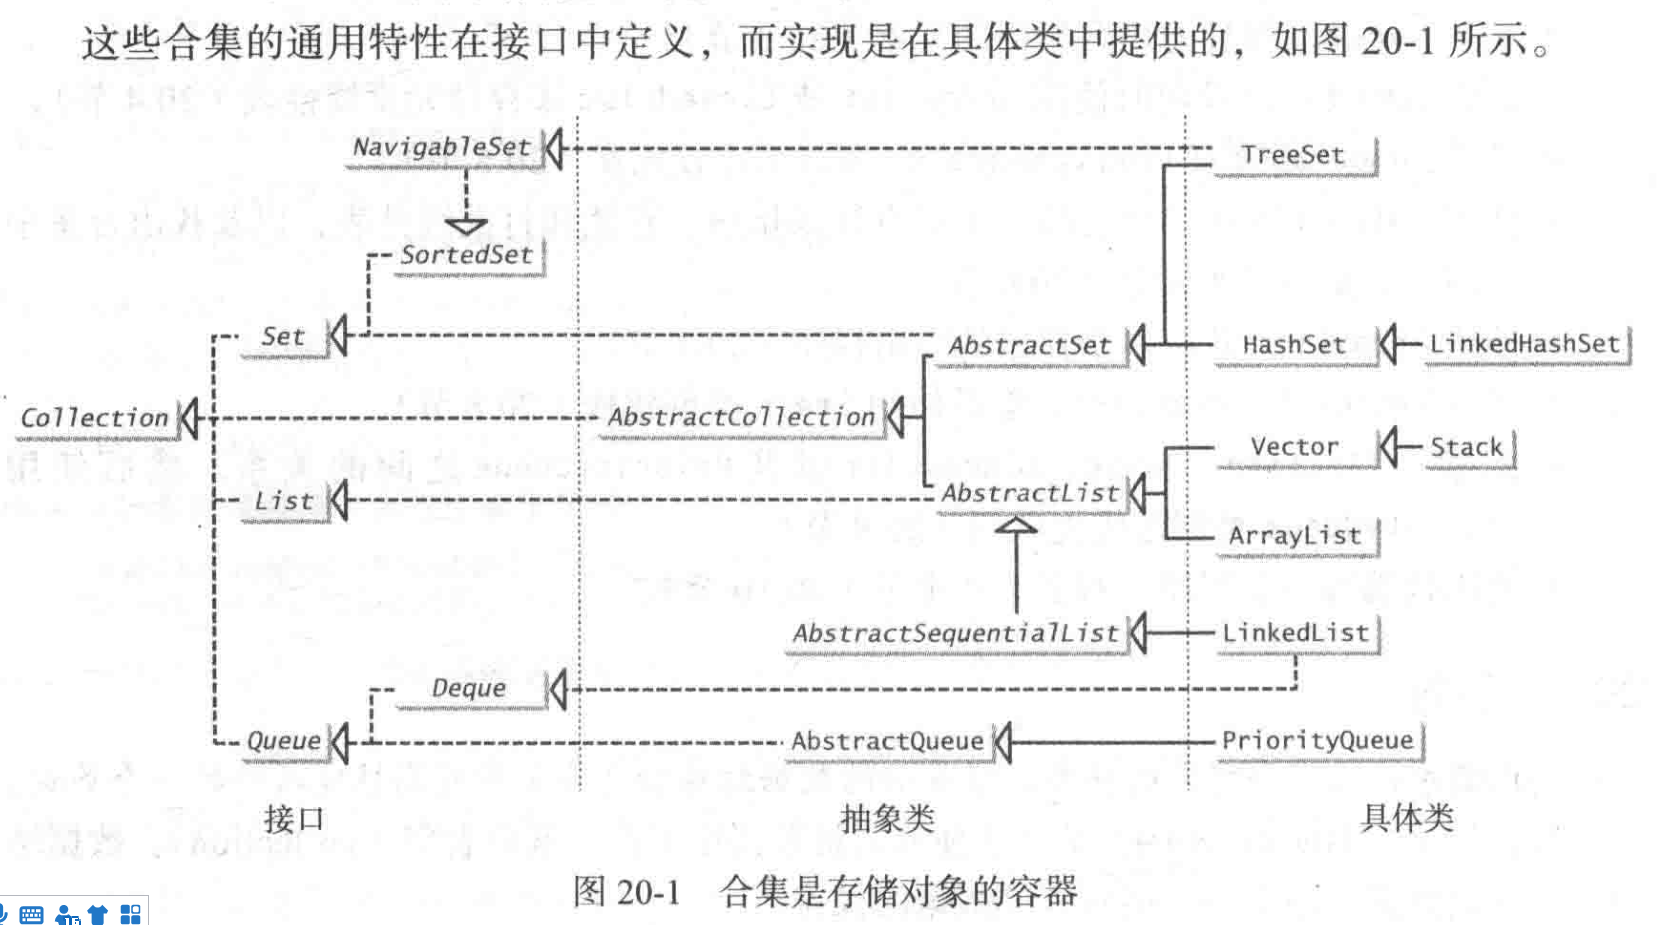 这些合集的通用特性在接口中定义，而实现是在具体类中提供的，如图 20-1 所示。
NavigableSet
TreeSet
SortedSet
Set
AbstractSet
HashSet
LinkedHashSet
Collection
AbstractCollection
Vector
Stack
List
AbstractList
ArrayList
AbstractSequentialList
LinkedList
Deque
Queue
AbstractQueue
PriorityQueue
接口
抽象类
具体类
图 20-1 合集是存储对象的容器